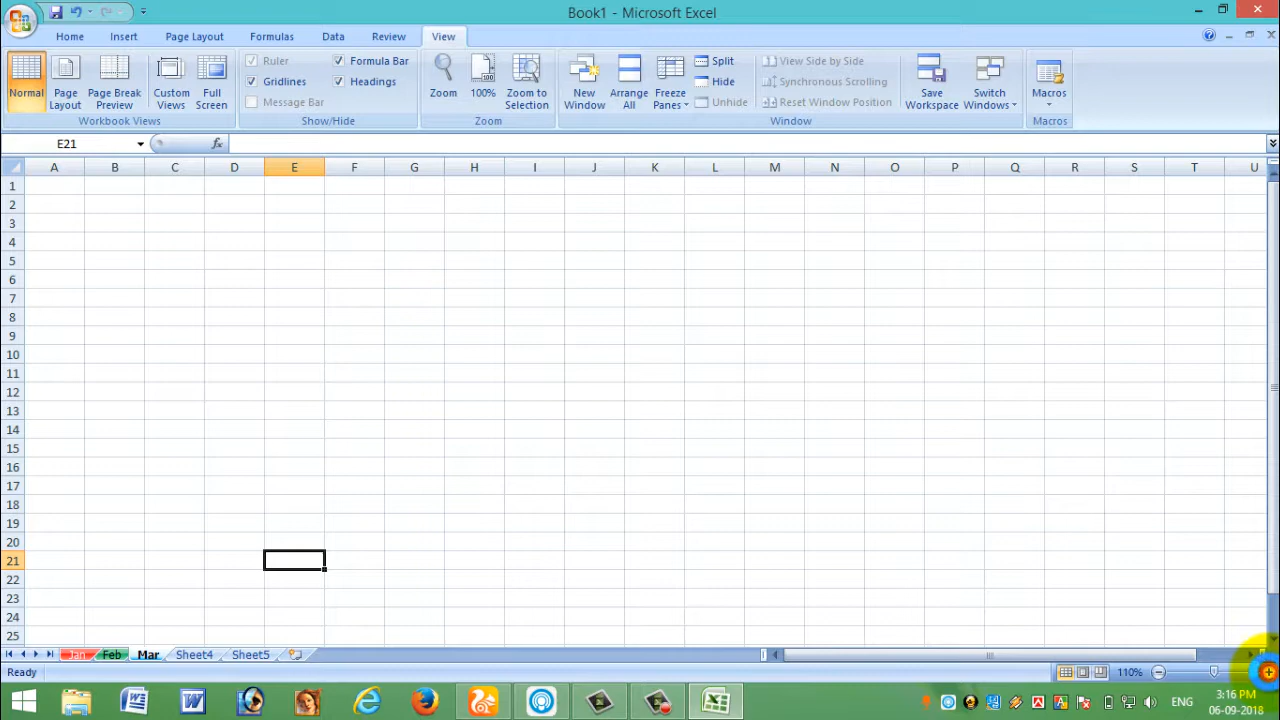 Book1 - Microsoft Excel
Home Insert Page Layout Formulas Data Review View
Normal Page Layout Page Break Preview Custom Views Full Screen
Workbook Views
Ruler Formula Bar
Gridlines Headings
Message Bar
Show/Hide
Zoom 100% Zoom to Selection
Zoom
New Window Arrange All Freeze Panes
Split View Side by Side
Hide Synchronous Scrolling
Unhide Reset Window Position
Save Workspace Switch Windows
Window
Macros
Macros
E21 fx
A B C D E F G H I J K L M N O P Q R S T U
1
2
3
4
5
6
7
8
9
10
11
12
13
14
15
16
17
18
19
20
21
22
23
24
25
Jan Feb Mar Sheet4 Sheet5
Ready 110%
ENG 3:16 PM
06-09-2018